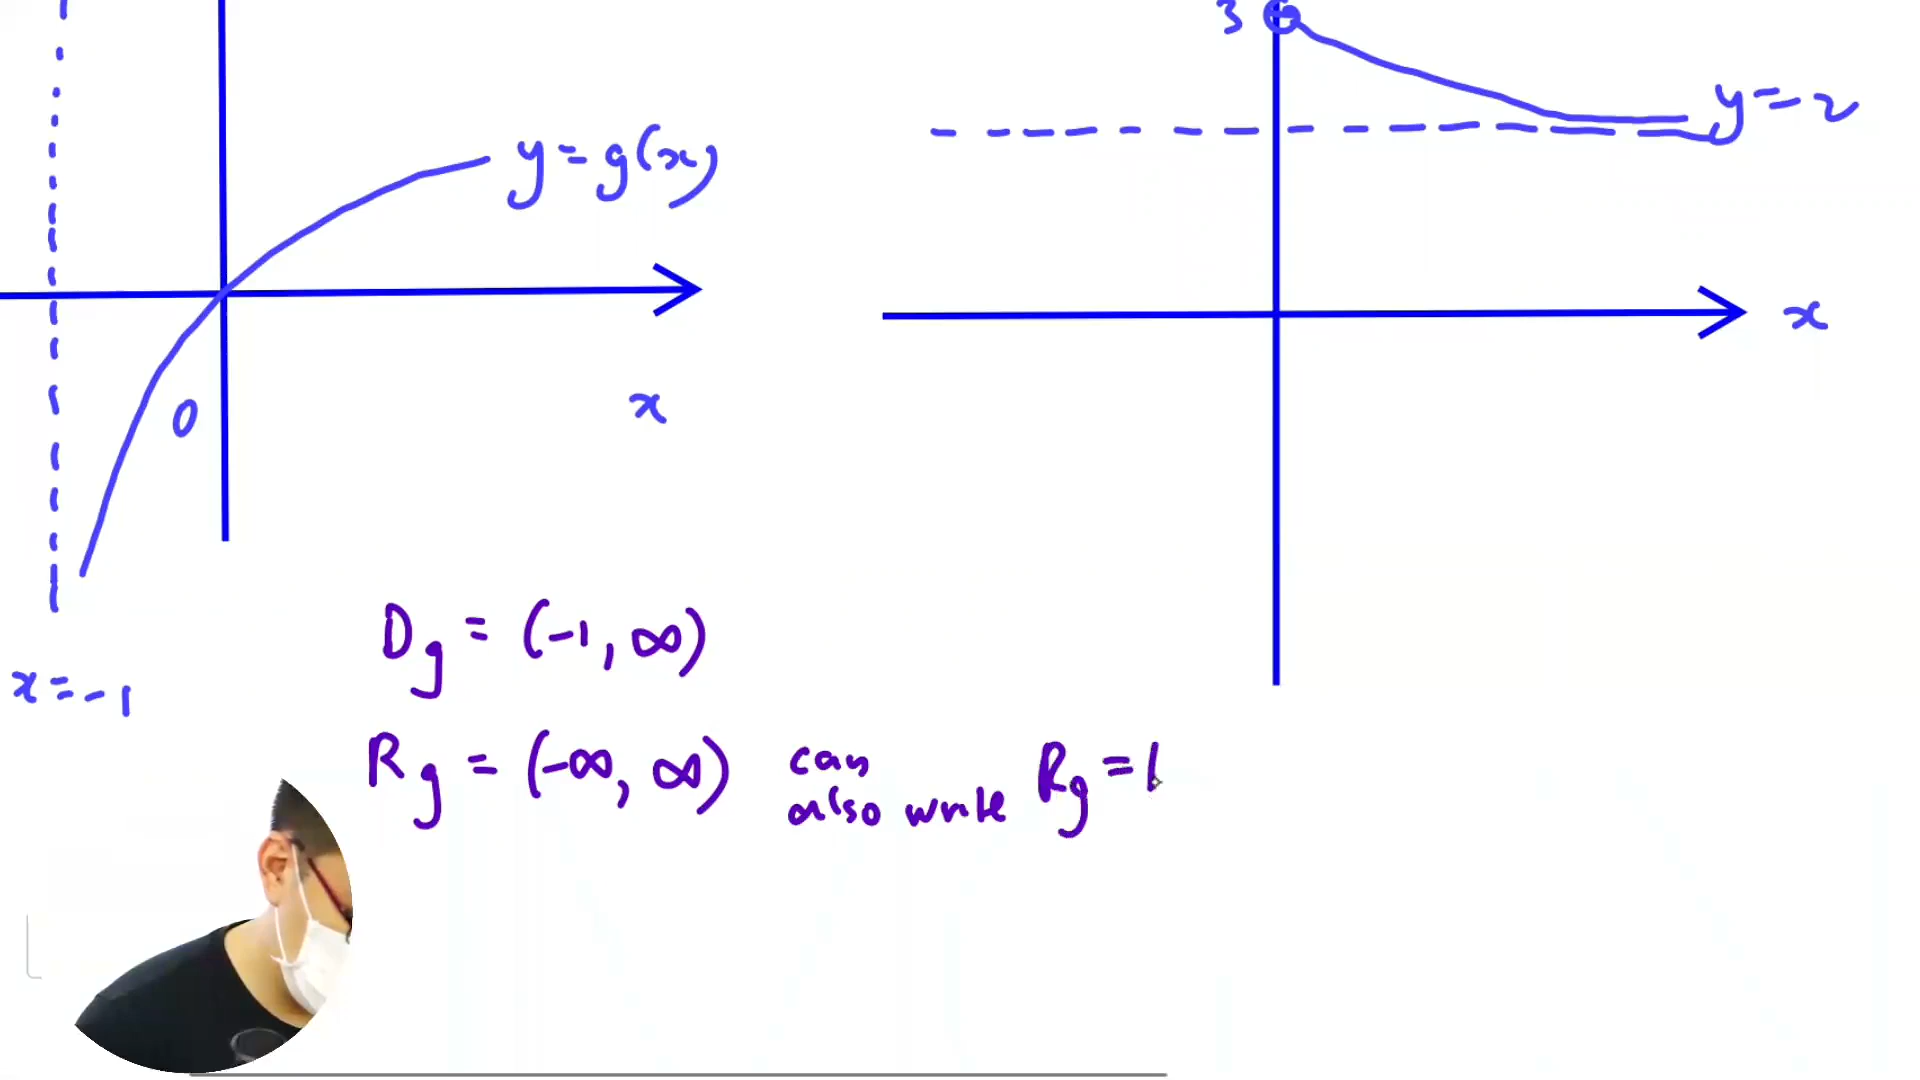 3
y = 2
y = g(x)
x
x
0
D_g = (-1, ∞)
x = -1
R_g = (-∞, ∞) can also write R_g = l